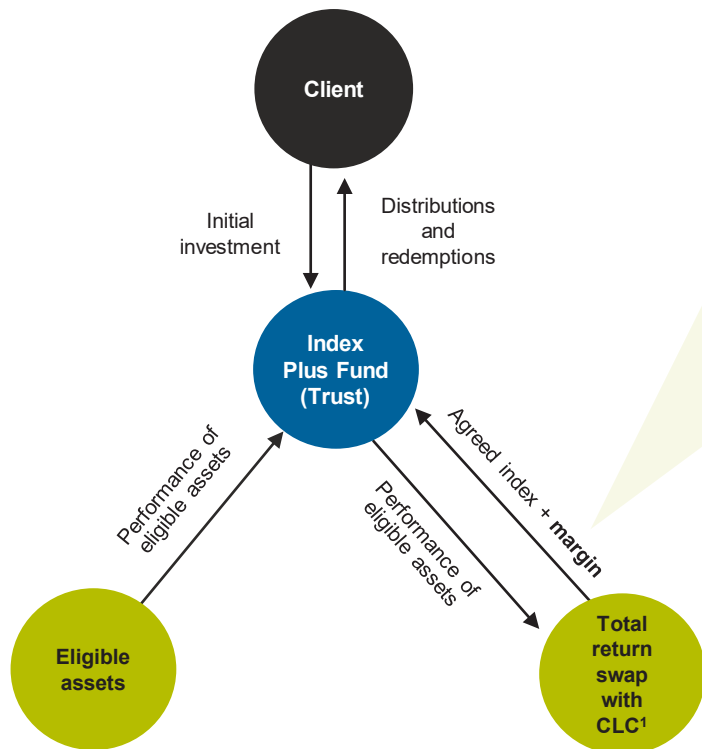 Client
Initial
investment
Distributions
and
redemptions
Index
Plus Fund
(Trust)
Performance of
eligible assets
Performance of
eligible assets
Agreed index + margin
Eligible
assets
Total
return
swap
with
CLC¹